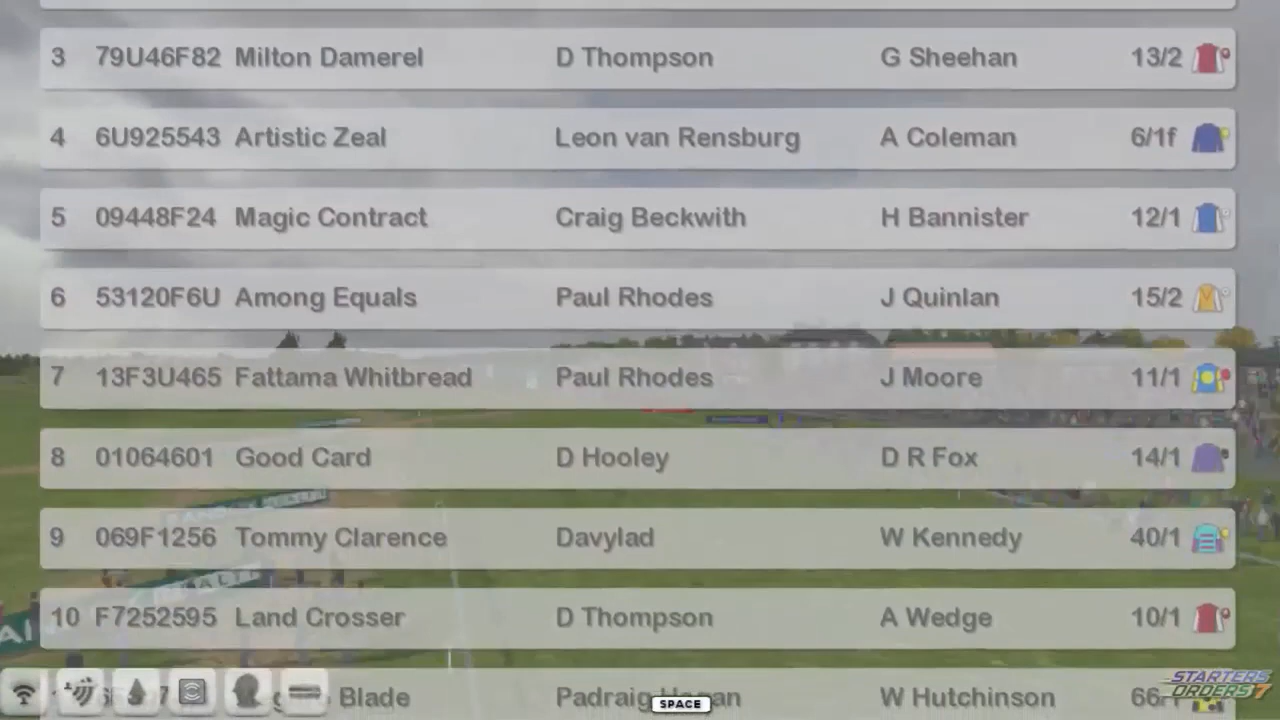 3 79U46F82 Milton Damerel D Thompson G Sheehan 13/2
4 6U925543 Artistic Zeal Leon van Rensburg A Coleman 6/1f
5 09448F24 Magic Contract Craig Beckwith H Bannister 12/1
6 53120F6U Among Equals Paul Rhodes J Quinlan 15/2
7 13F3U465 Fattama Whitbread Paul Rhodes J Moore 11/1
8 01064601 Good Card D Hooley D R Fox 14/1
9 069F1256 Tommy Clarence Davylad W Kennedy 40/1
10 F7252595 Land Crosser D Thompson A Wedge 10/1
Blade Padraig W Hutchinson
SPACE
STARTERS ORDERS 7